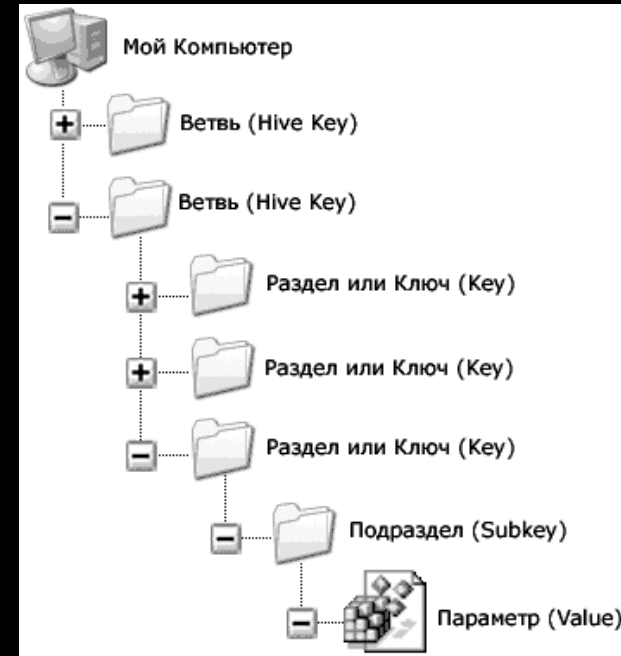 Мой Компьютер
Ветвь (Hive Key)
Ветвь (Hive Key)
Раздел или Ключ (Key)
Раздел или Ключ (Key)
Раздел или Ключ (Key)
Подраздел (Subkey)
Параметр (Value)